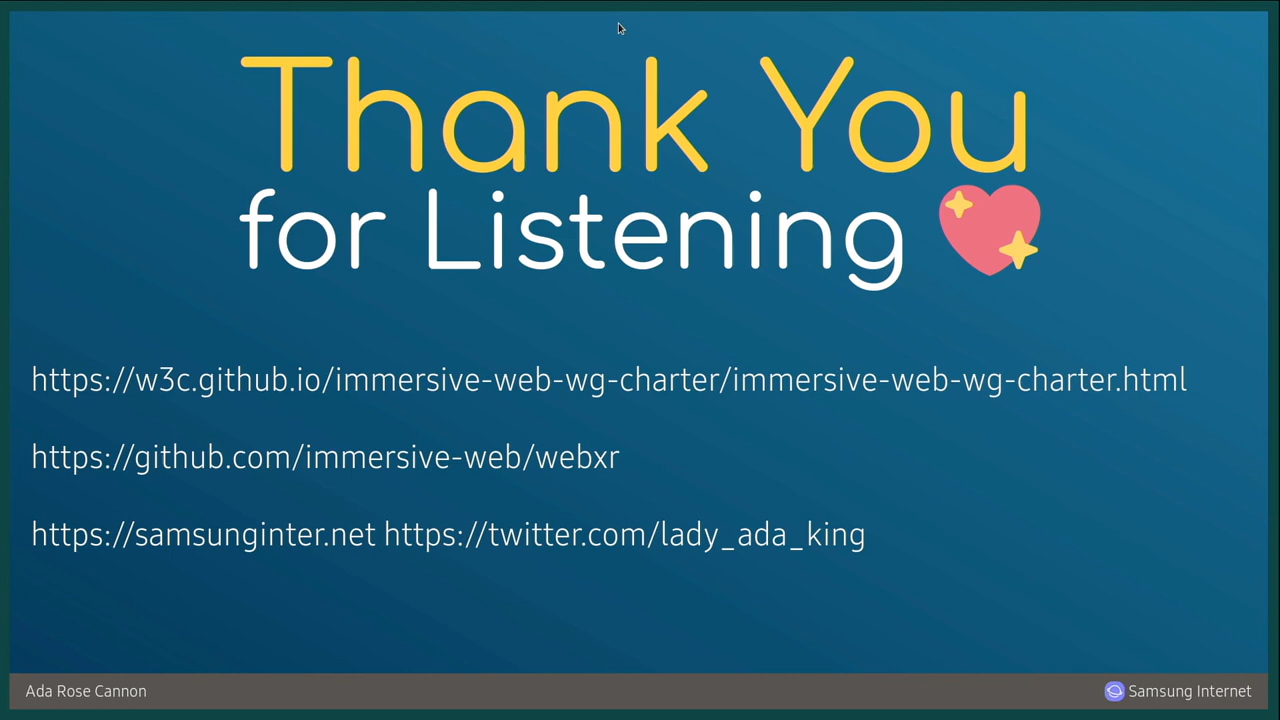 Thank You
for Listening
https://w3c.github.io/immersive-web-wg-charter/immersive-web-wg-charter.html
https://github.com/immersive-web/webxr
https://samsunginter.net https://twitter.com/lady_ada_king
Ada Rose Cannon
Samsung Internet